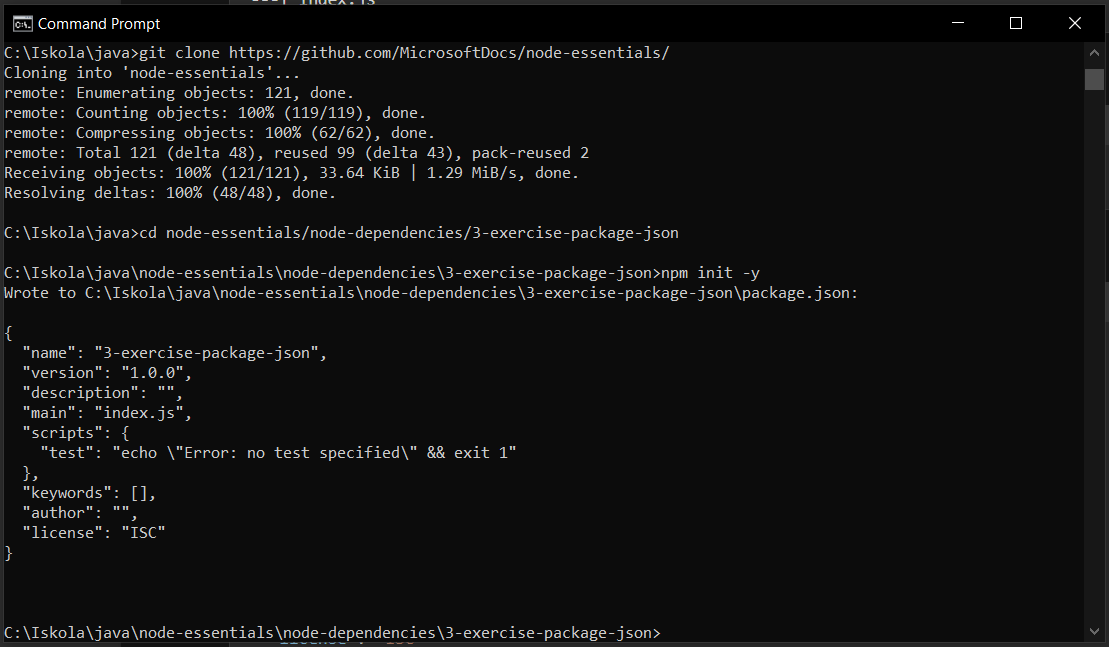 index.js
Command Prompt
C:\Iskola\java>git clone https://github.com/MicrosoftDocs/node-essentials/
Cloning into 'node-essentials'...
remote: Enumerating objects: 121, done.
remote: Counting objects: 100% (119/119), done.
remote: Compressing objects: 100% (62/62), done.
remote: Total 121 (delta 48), reused 99 (delta 43), pack-reused 2
Receiving objects: 100% (121/121), 33.64 KiB | 1.29 MiB/s, done.
Resolving deltas: 100% (48/48), done.

C:\Iskola\java>cd node-essentials/node-dependencies/3-exercise-package-json

C:\Iskola\java\node-essentials\node-dependencies\3-exercise-package-json>npm init -y
Wrote to C:\Iskola\java\node-essentials\node-dependencies\3-exercise-package-json\package.json:

{
  "name": "3-exercise-package-json",
  "version": "1.0.0",
  "description": "",
  "main": "index.js",
  "scripts": {
    "test": "echo \"Error: no test specified\" && exit 1"
  },
  "keywords": [],
  "author": "",
  "license": "ISC"
}

C:\Iskola\java\node-essentials\node-dependencies\3-exercise-package-json>